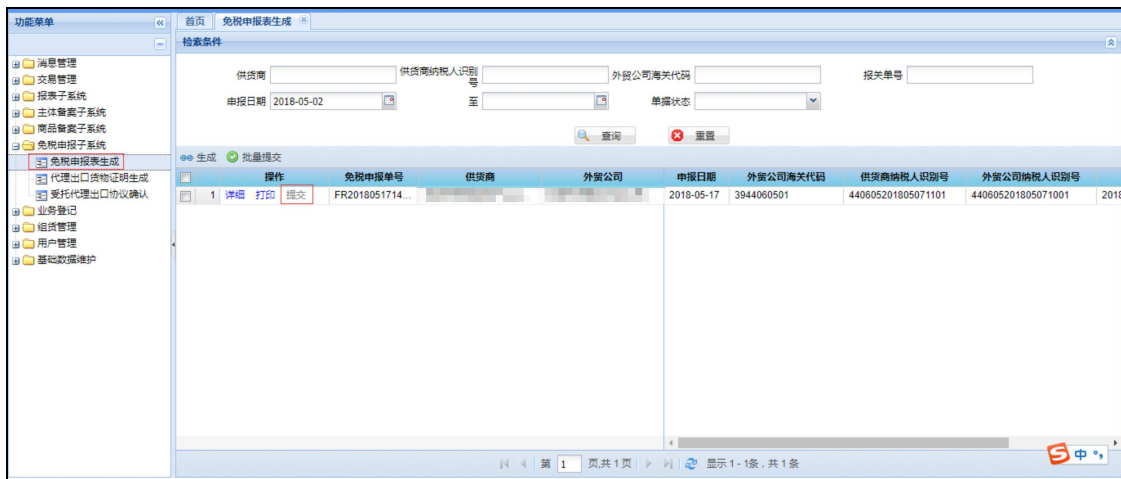 功能菜单
首页 免税申报表生成
检索条件
消息管理
交易管理
报表子系统
主体备案子系统
商品备案子系统
免税申报子系统
免税申报表生成
代理出口货物证明生成
受托代理出口协议确认
业务登记
组货管理
用户管理
基础数据维护
供货商 供货商纳税人识别号 外贸公司海关代码 报关单号
申报日期 2018-05-02 至 单据状态
查询 重置
生成 批量提交
操作 免税申报单号 供货商 外贸公司 申报日期 外贸公司海关代码 供货商纳税人识别号 外贸公司纳税人识别号
1 详细 打印 提交 FR2018051714... 2018-05-17 3944060501 440605201805071101 440605201805071001 2018
第 1 页,共1页 显示 1 - 1条，共 1 条
中